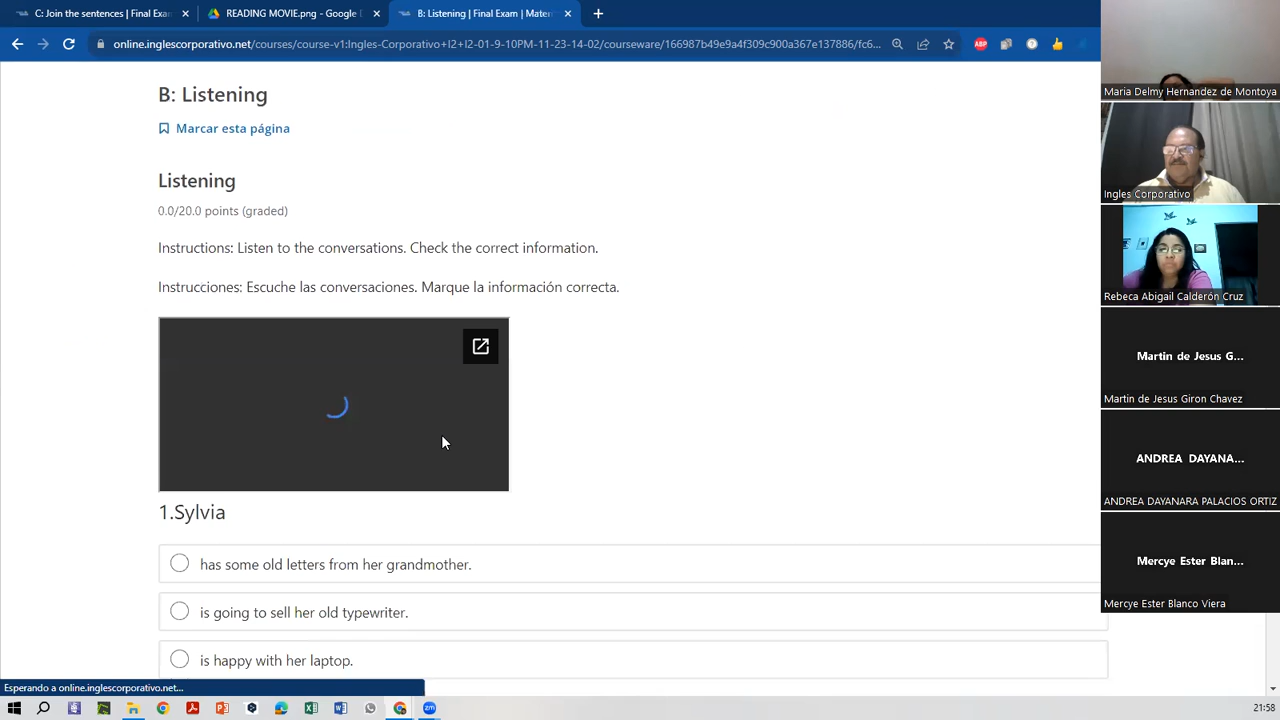 C: Join the sentences | Final Exa
READING MOVIE.png - Google D
B: Listening | Final Exam | Mater
online.inglescorporativo.net/courses/course-v1:Ingles-Corporativo+I2+I2-01-9-10PM-11-23-14-02/courseware/166987b49e9a4f309c900a367e137886/fc6...
ABP
B: Listening
Marcar esta página
Listening
0.0/20.0 points (graded)
Instructions: Listen to the conversations. Check the correct information.
Instrucciones: Escuche las conversaciones. Marque la información correcta.
1.Sylvia
has some old letters from her grandmother.
is going to sell her old typewriter.
is happy with her laptop.
Esperando a online.inglescorporativo.net...
Maria Delmy Hernandez de Montoya
Ingles Corporativo
Rebeca Abigail Calderón Cruz
Martin de Jesus G...
Martin de Jesus Giron Chavez
ANDREA DAYANA...
ANDREA DAYANARA PALACIOS ORTIZ
Mercye Ester Blan...
Mercye Ester Blanco Viera
21:58